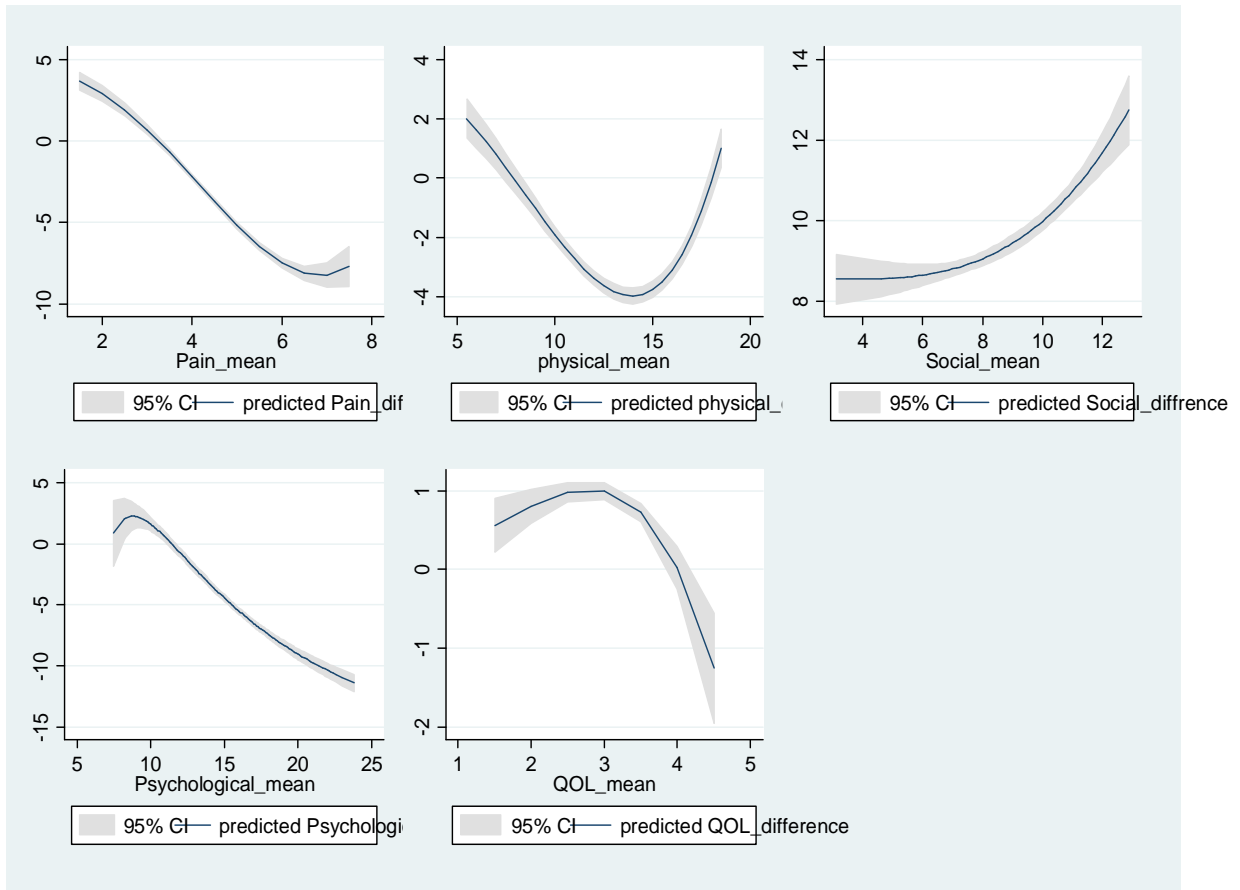 5
0
-5
-10
2 4 6 8
Pain_mean
95% CI predicted Pain_dif
4
2
0
-2
-4
5 10 15 20
physical_mean
95% CI predicted physical_
14
12
10
8
4 6 8 10 12
Social_mean
95% CI predicted Social_diffrence
5
0
-5
-10
-15
5 10 15 20 25
Psychological_mean
95% CI predicted Psychologi
1
0
-1
-2
1 2 3 4 5
QOL_mean
95% CI predicted QOL_difference